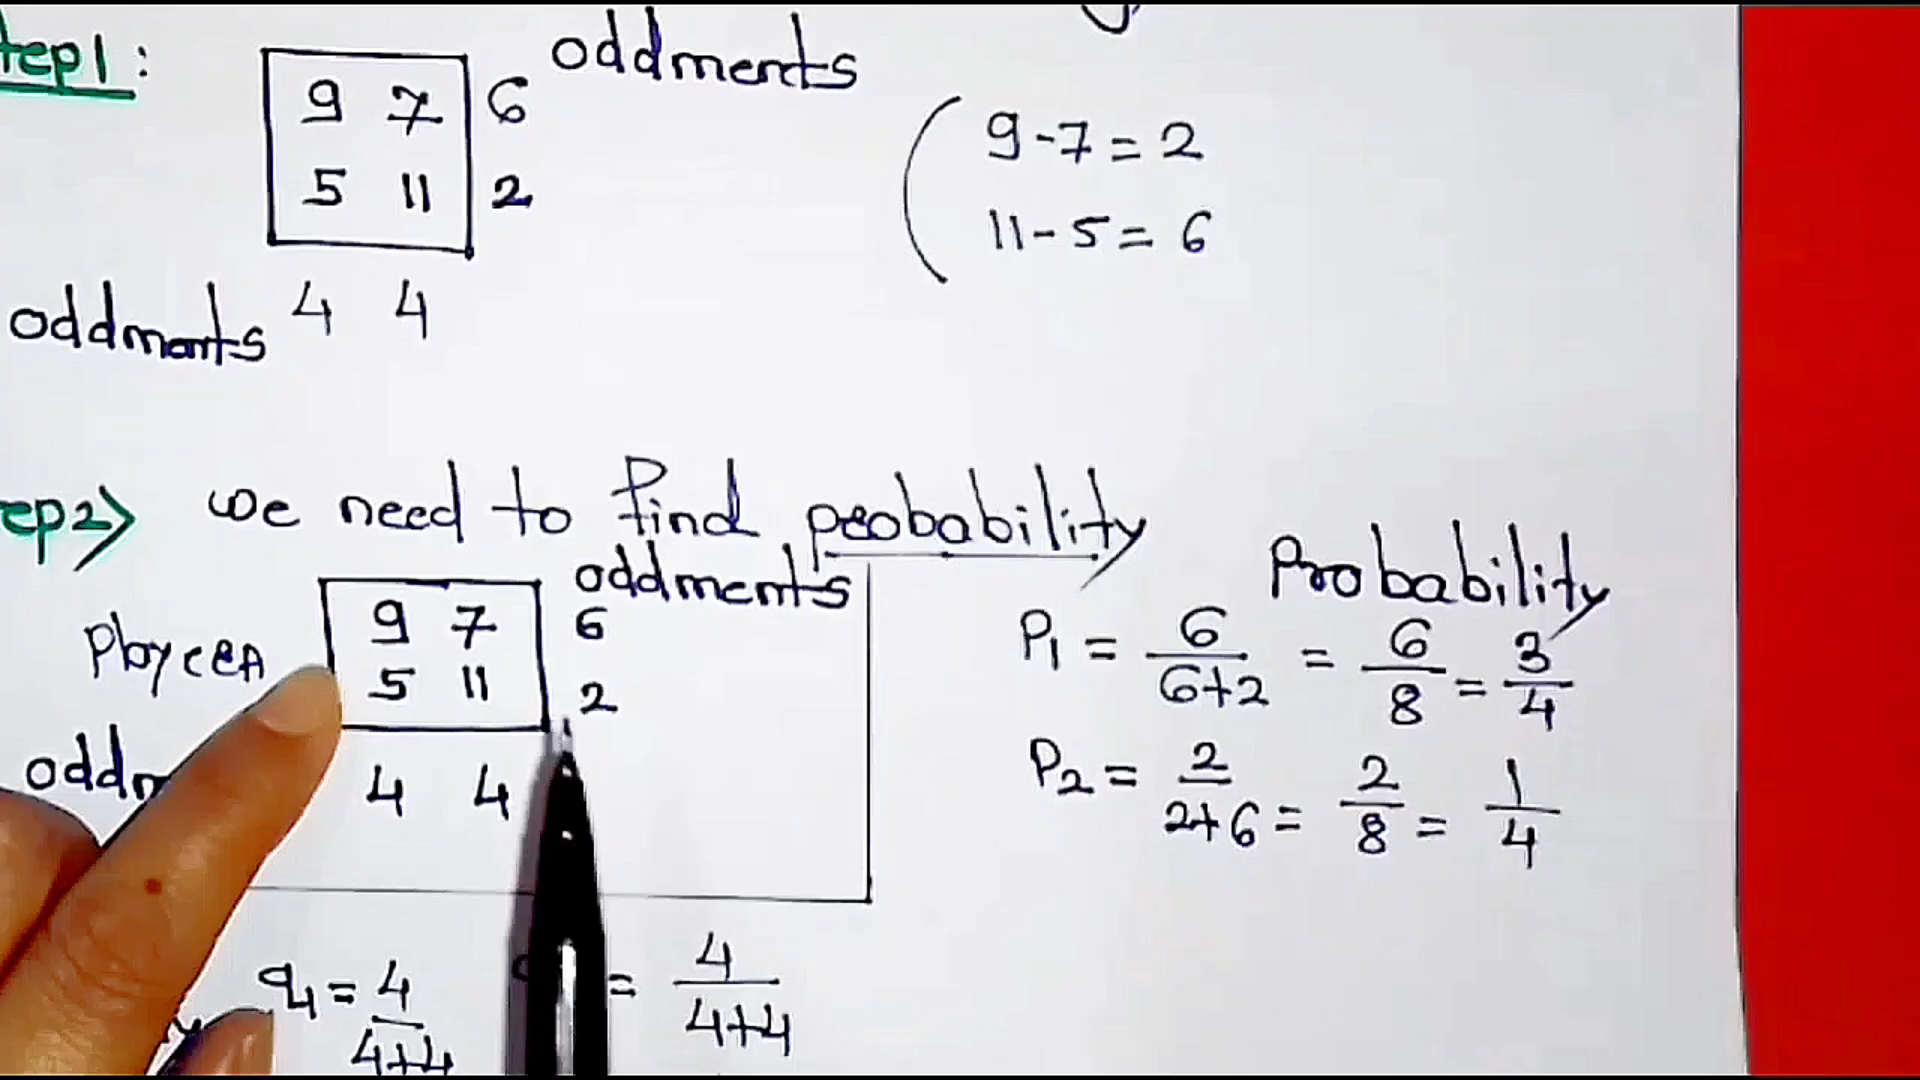 tep1:
oddments
9 7 6
5 11 2
oddments 4 4
9-7=2
11-5=6
ep2> we need to find probability
oddments
9 7 6
5 11 2
4 4
Probability
P1 = 6/6+2 = 6/8 = 3/4
P2 = 2/2+6 = 2/8 = 1/4
q1 = 4/4+4
= 4/4+4